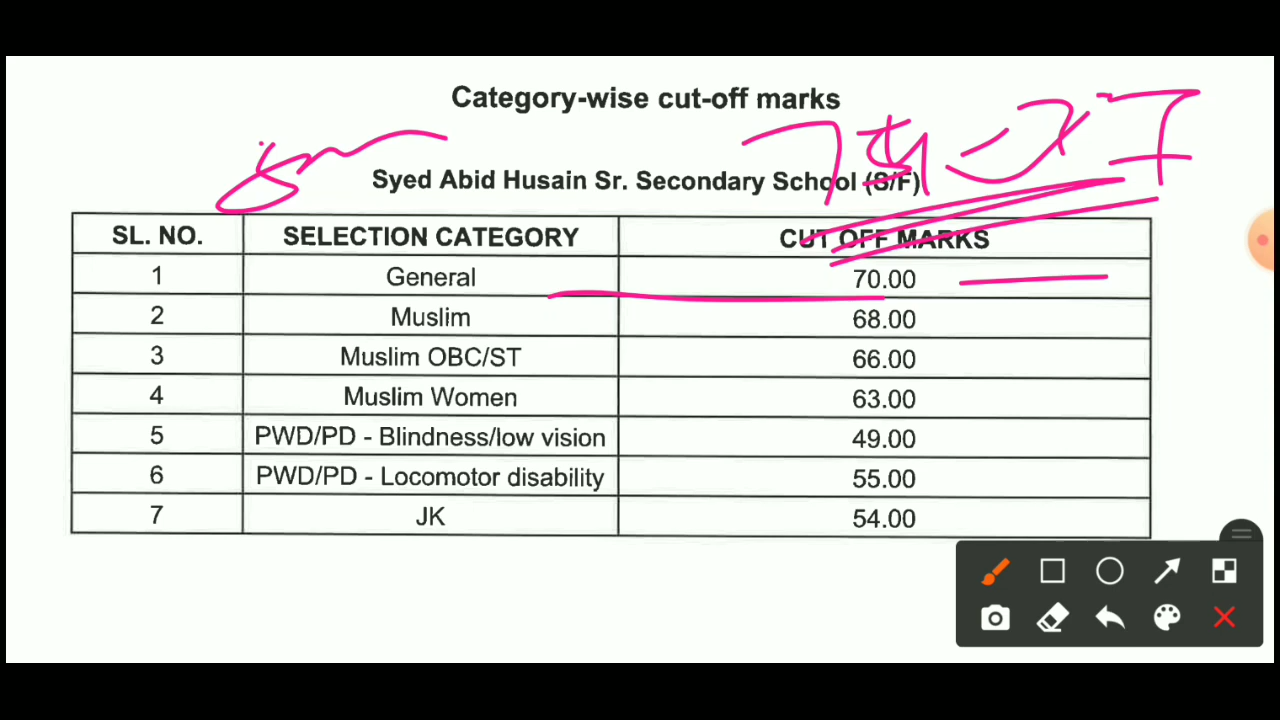 Category-wise cut-off marks
Syed Abid Husain Sr. Secondary School (S/F)
SL. NO. SELECTION CATEGORY CUT OFF MARKS
1 General 70.00
2 Muslim 68.00
3 Muslim OBC/ST 66.00
4 Muslim Women 63.00
5 PWD/PD - Blindness/low vision 49.00
6 PWD/PD - Locomotor disability 55.00
7 JK 54.00